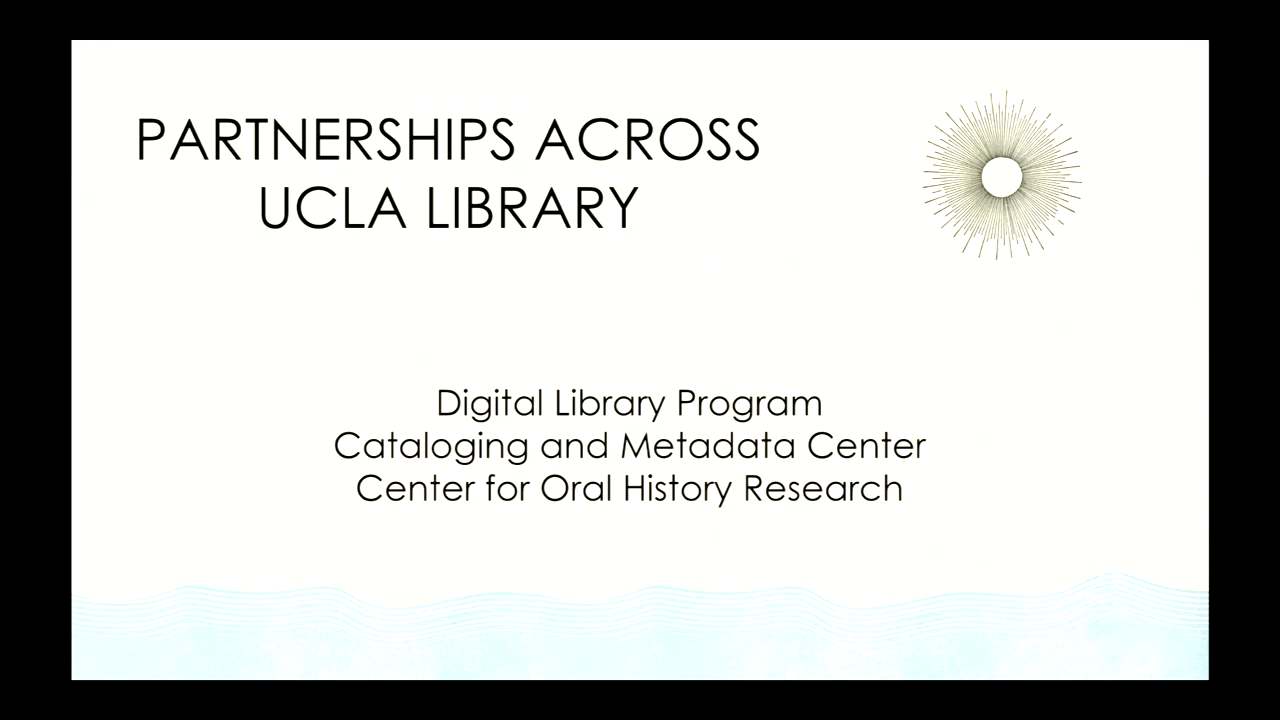 PARTNERSHIPS ACROSS
UCLA LIBRARY
Digital Library Program
Cataloging and Metadata Center
Center for Oral History Research